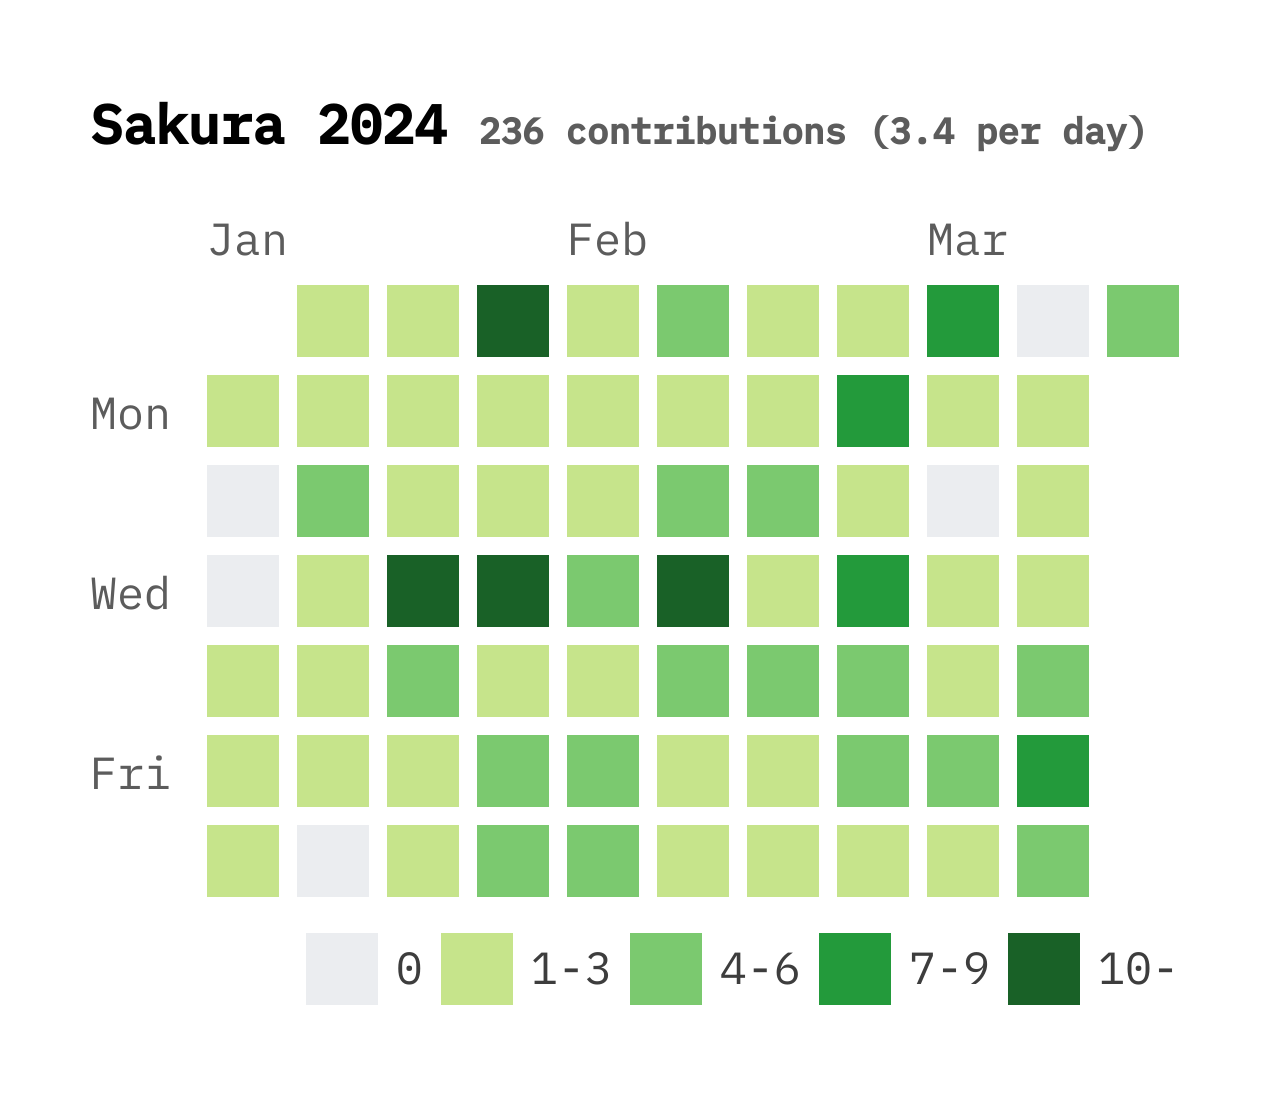 Sakura 2024 236 contributions (3.4 per day)
Jan Feb Mar
Mon
Wed
Fri
0 1-3 4-6 7-9 10-